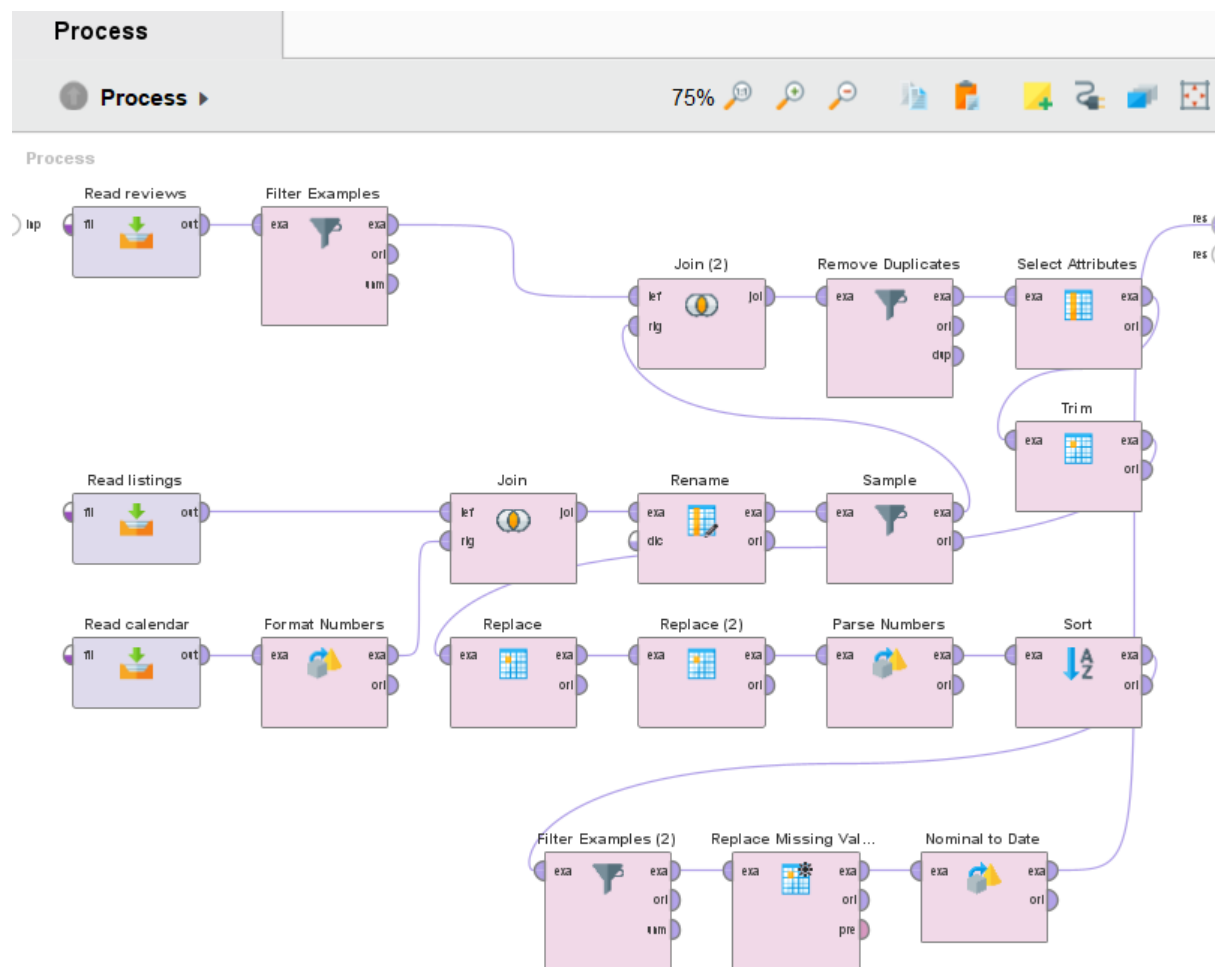 Process
Process
75%
Process
Read reviews
Filter Examples
inp
fil
out
exa
exa
ori
res
res
Join (2)
Remove Duplicates
Select Attributes
lef
joi
rig
exa
exa
ori
dup
exa
exa
ori
Trim
exa
exa
ori
Read listings
Join
Rename
Sample
fil
out
lef
joi
rig
exa
exa
dic
ori
exa
exa
ori
Read calendar
Format Numbers
Replace
Replace (2)
Parse Numbers
Sort
fil
out
exa
exa
ori
exa
exa
ori
exa
exa
ori
exa
exa
ori
exa
exa
ori
A
Z
Filter Examples (2)
Replace Missing Val...
Nominal to Date
exa
exa
ori
exa
exa
ori
pre
exa
exa
ori